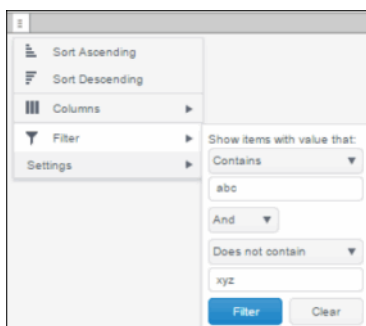 Sort Ascending
Sort Descending
Columns
Filter
Settings
Show items with value that:
Contains
abc
And
Does not contain
xyz
Filter
Clear